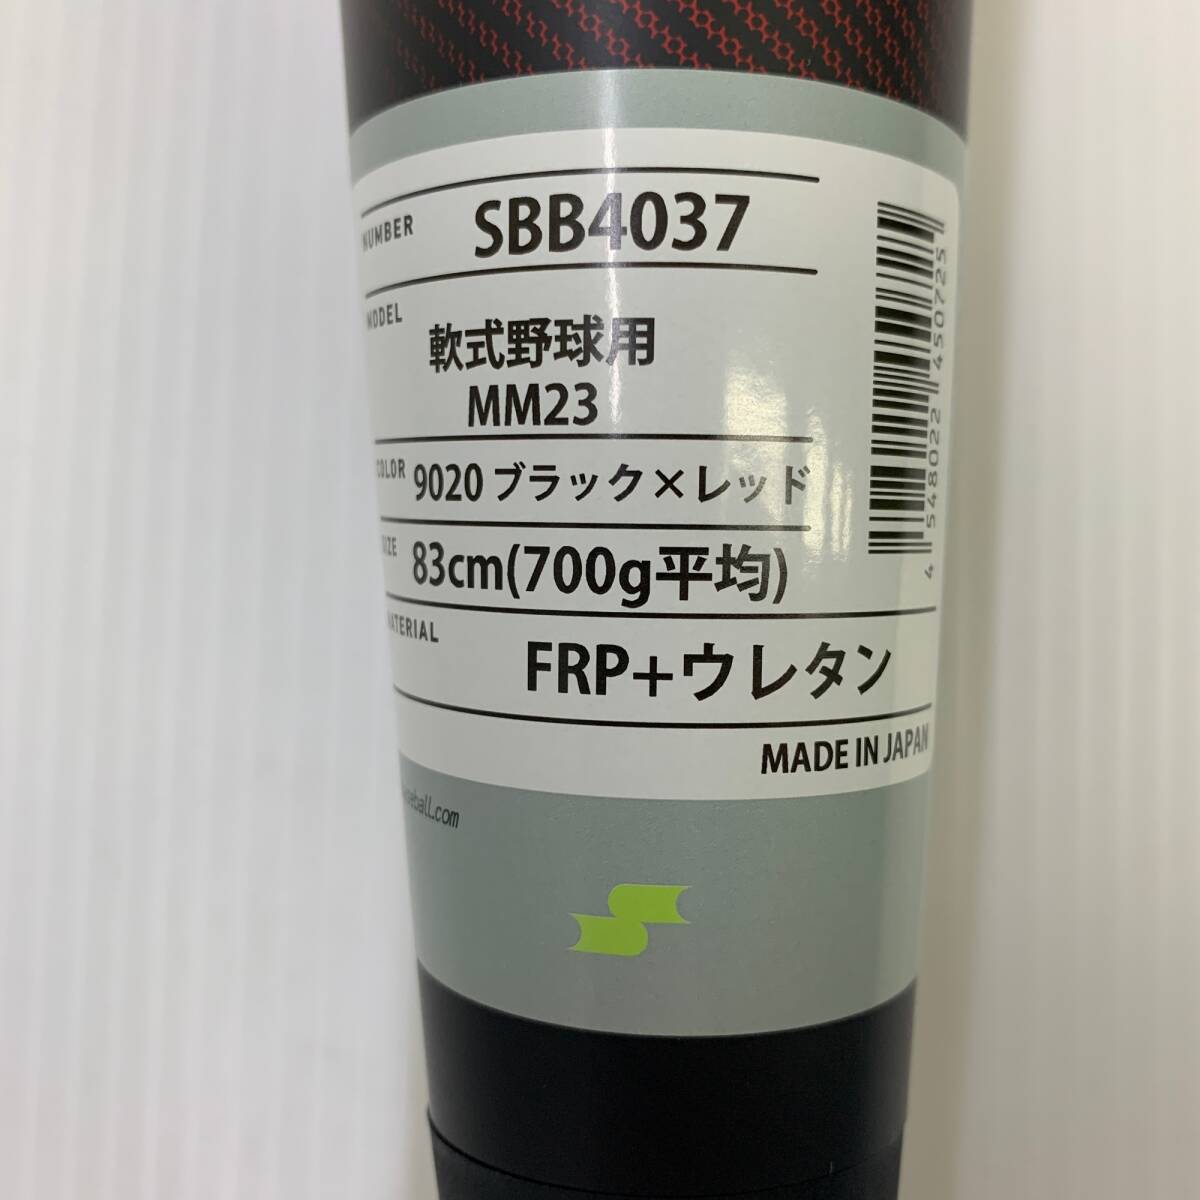 NUMBER SBB4037
MODEL
軟式野球用
MM23
COLOR 9020 ブラック×レッド
SIZE 83cm(700g平均)
MATERIAL
FRP+ウレタン
MADE IN JAPAN
4 548022 450725